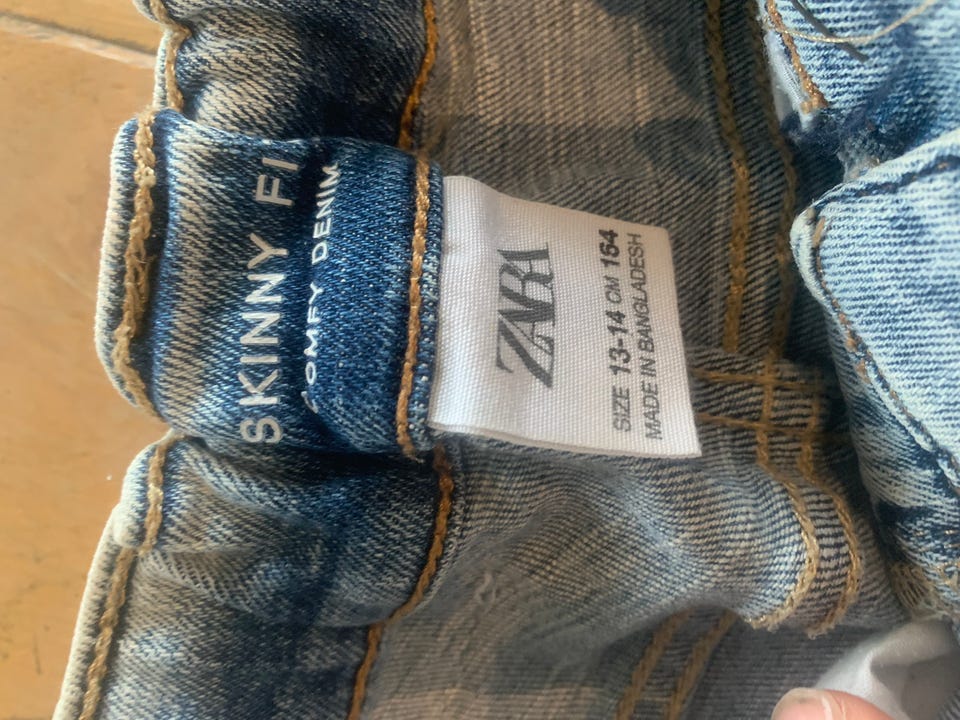 SKINNY FI
COMFY DENIM
ZARA
SIZE 13-14 CM 164
MADE IN BANGLADESH